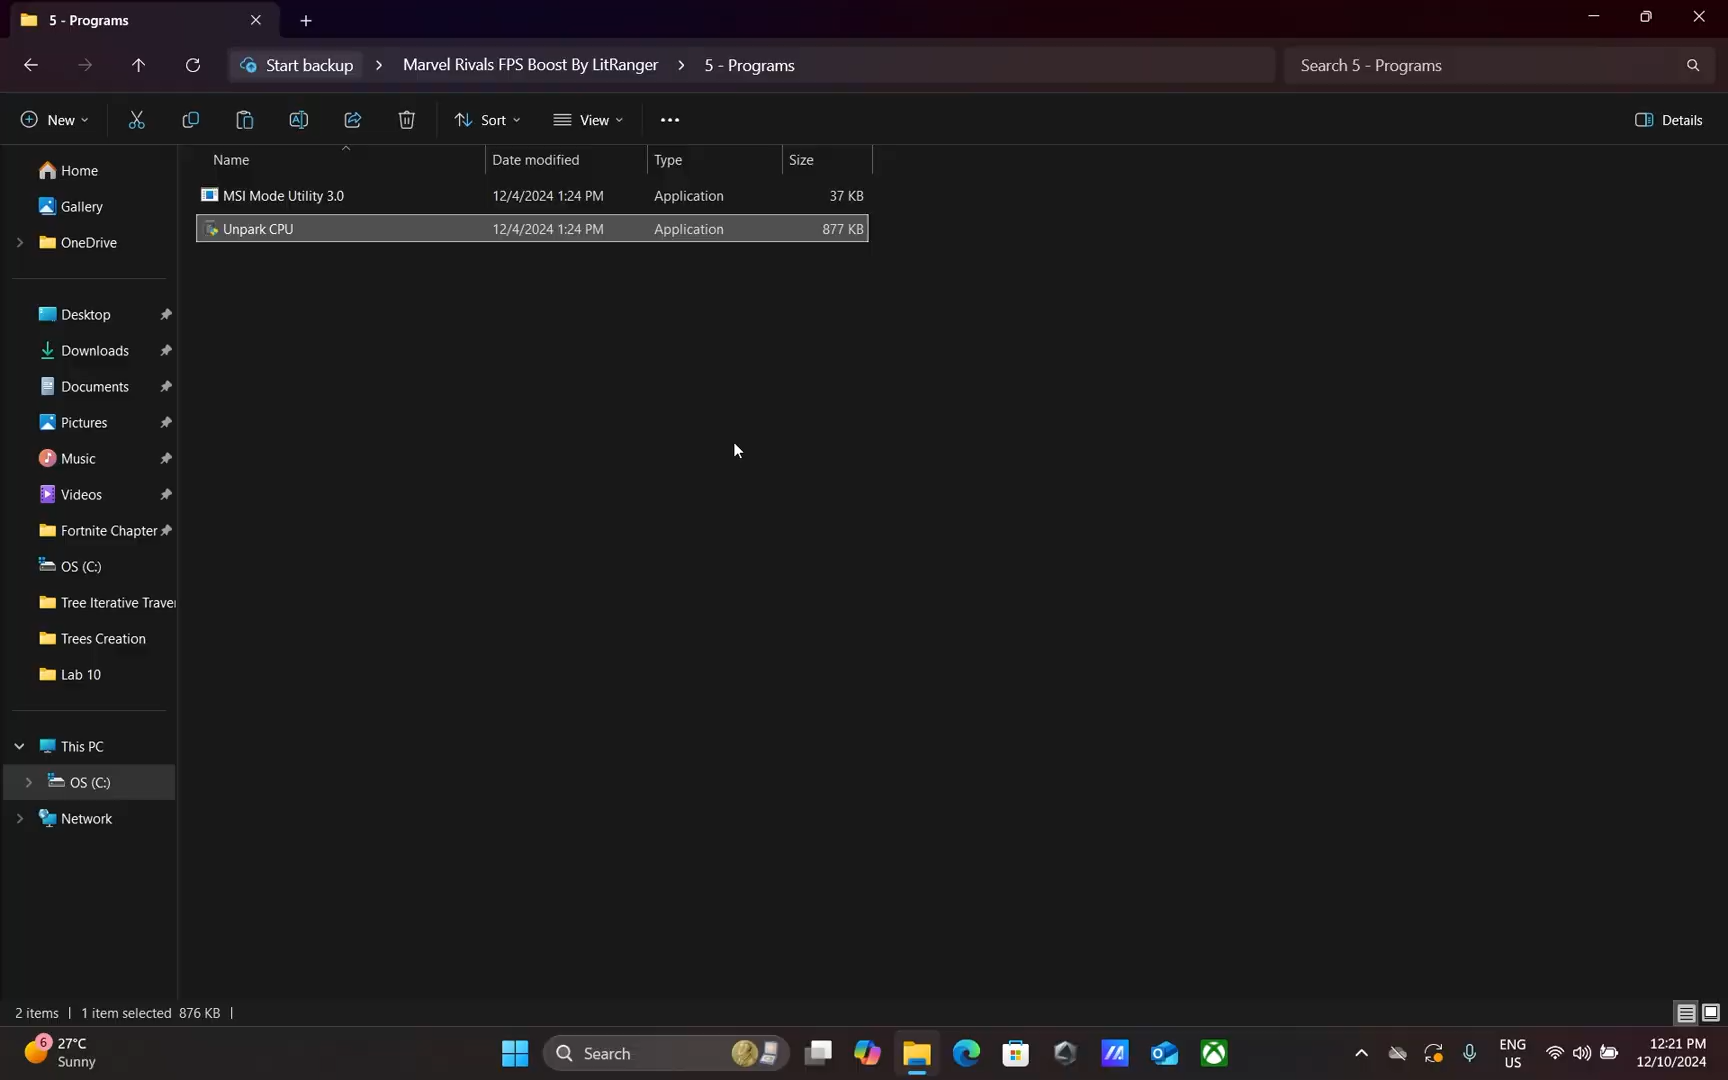 5 - Programs
Start backup > Marvel Rivals FPS Boost By LitRanger > 5 - Programs
Search 5 - Programs
New
Sort
View
Details
Name Date modified Type Size
MSI Mode Utility 3.0 12/4/2024 1:24 PM Application 37 KB
Unpark CPU 12/4/2024 1:24 PM Application 877 KB
Home
Gallery
OneDrive
Desktop
Downloads
Documents
Pictures
Music
Videos
Fortnite Chapter
OS (C:)
Tree Iterative Traver
Trees Creation
Lab 10
This PC
OS (C:)
Network
2 items | 1 item selected 876 KB |
6
27°C
Sunny
Search
ENG
US
12:21 PM
12/10/2024